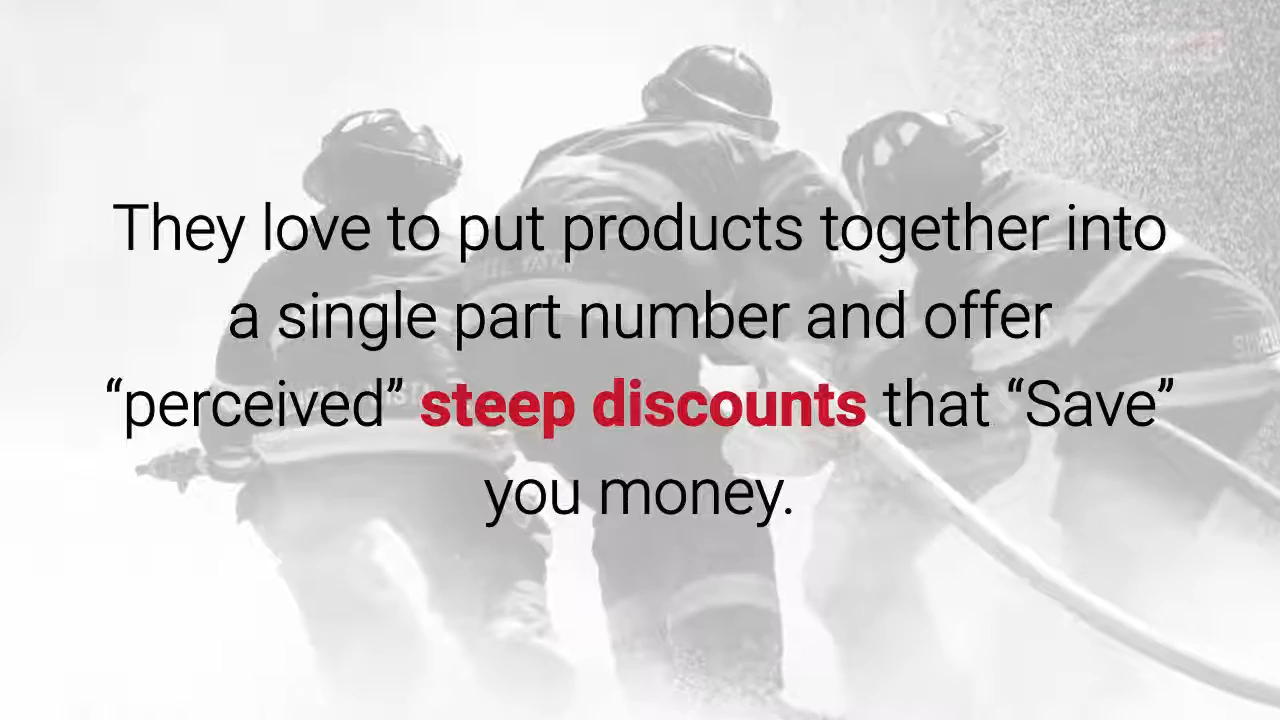 They love to put products together into
a single part number and offer
“perceived” steep discounts that “Save”
you money.